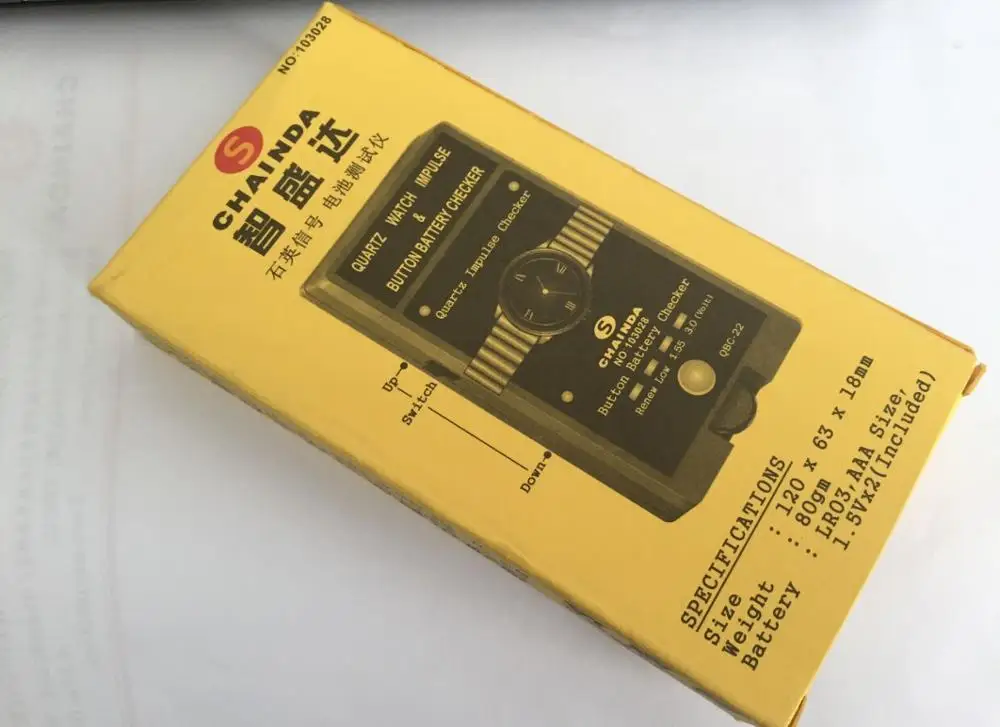 NO:103028
S
CHAINDA
智盛达
石英信号 电池测试仪
QUARTZ WATCH IMPULSE
&
BUTTON BATTERY CHECKER
Quartz Impulse Checker
S
CHAINDA
NO:103028
Button Battery Checker
Renew Low 1.55 3.0(Volt)
QBC-22
Up
Switch
Down
SPECIFICATIONS
Size : 120 x 63 x 18mm
Weight : 80gm
Battery : LR03,AAA Size,
1.5Vx2(Included)